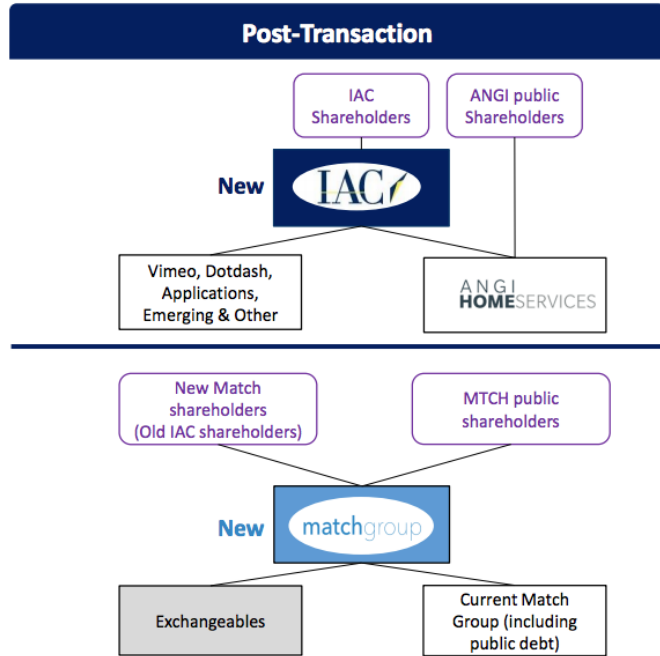 Post-Transaction
IAC
Shareholders
ANGI public
Shareholders
New
IAC
Vimeo, Dotdash,
Applications,
Emerging & Other
ANGI
HOMESERVICES
New Match
shareholders
(Old IAC shareholders)
MTCH public
shareholders
New
matchgroup
Exchangeables
Current Match
Group (including
public debt)